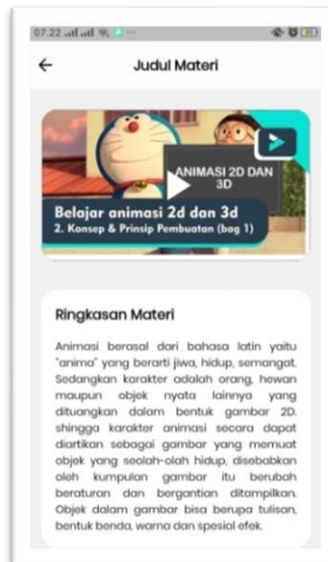 07.22
Judul Materi
ANIMASI 2D DAN
3D
Belajar animasi 2d dan 3d
2. Konsep & Prinsip Pembuatan (bag 1)
Ringkasan Materi
Animasi berasal dari bahasa latin yaitu
"anima" yang berarti jiwa, hidup, semangat.
Sedangkan karakter adalah orang, hewan
maupun objek nyata lainnya yang
dituangkan dalam bentuk gambar 2D.
shingga karakter animasi secara dapat
diartikan sebagai gambar yang memuat
objek yang seolah-olah hidup, disebabkan
oleh kumpulan gambar itu berubah
beraturan dan bergantian ditampilkan.
Objek dalam gambar bisa berupa tulisan,
bentuk benda, warna dan spesial efek.